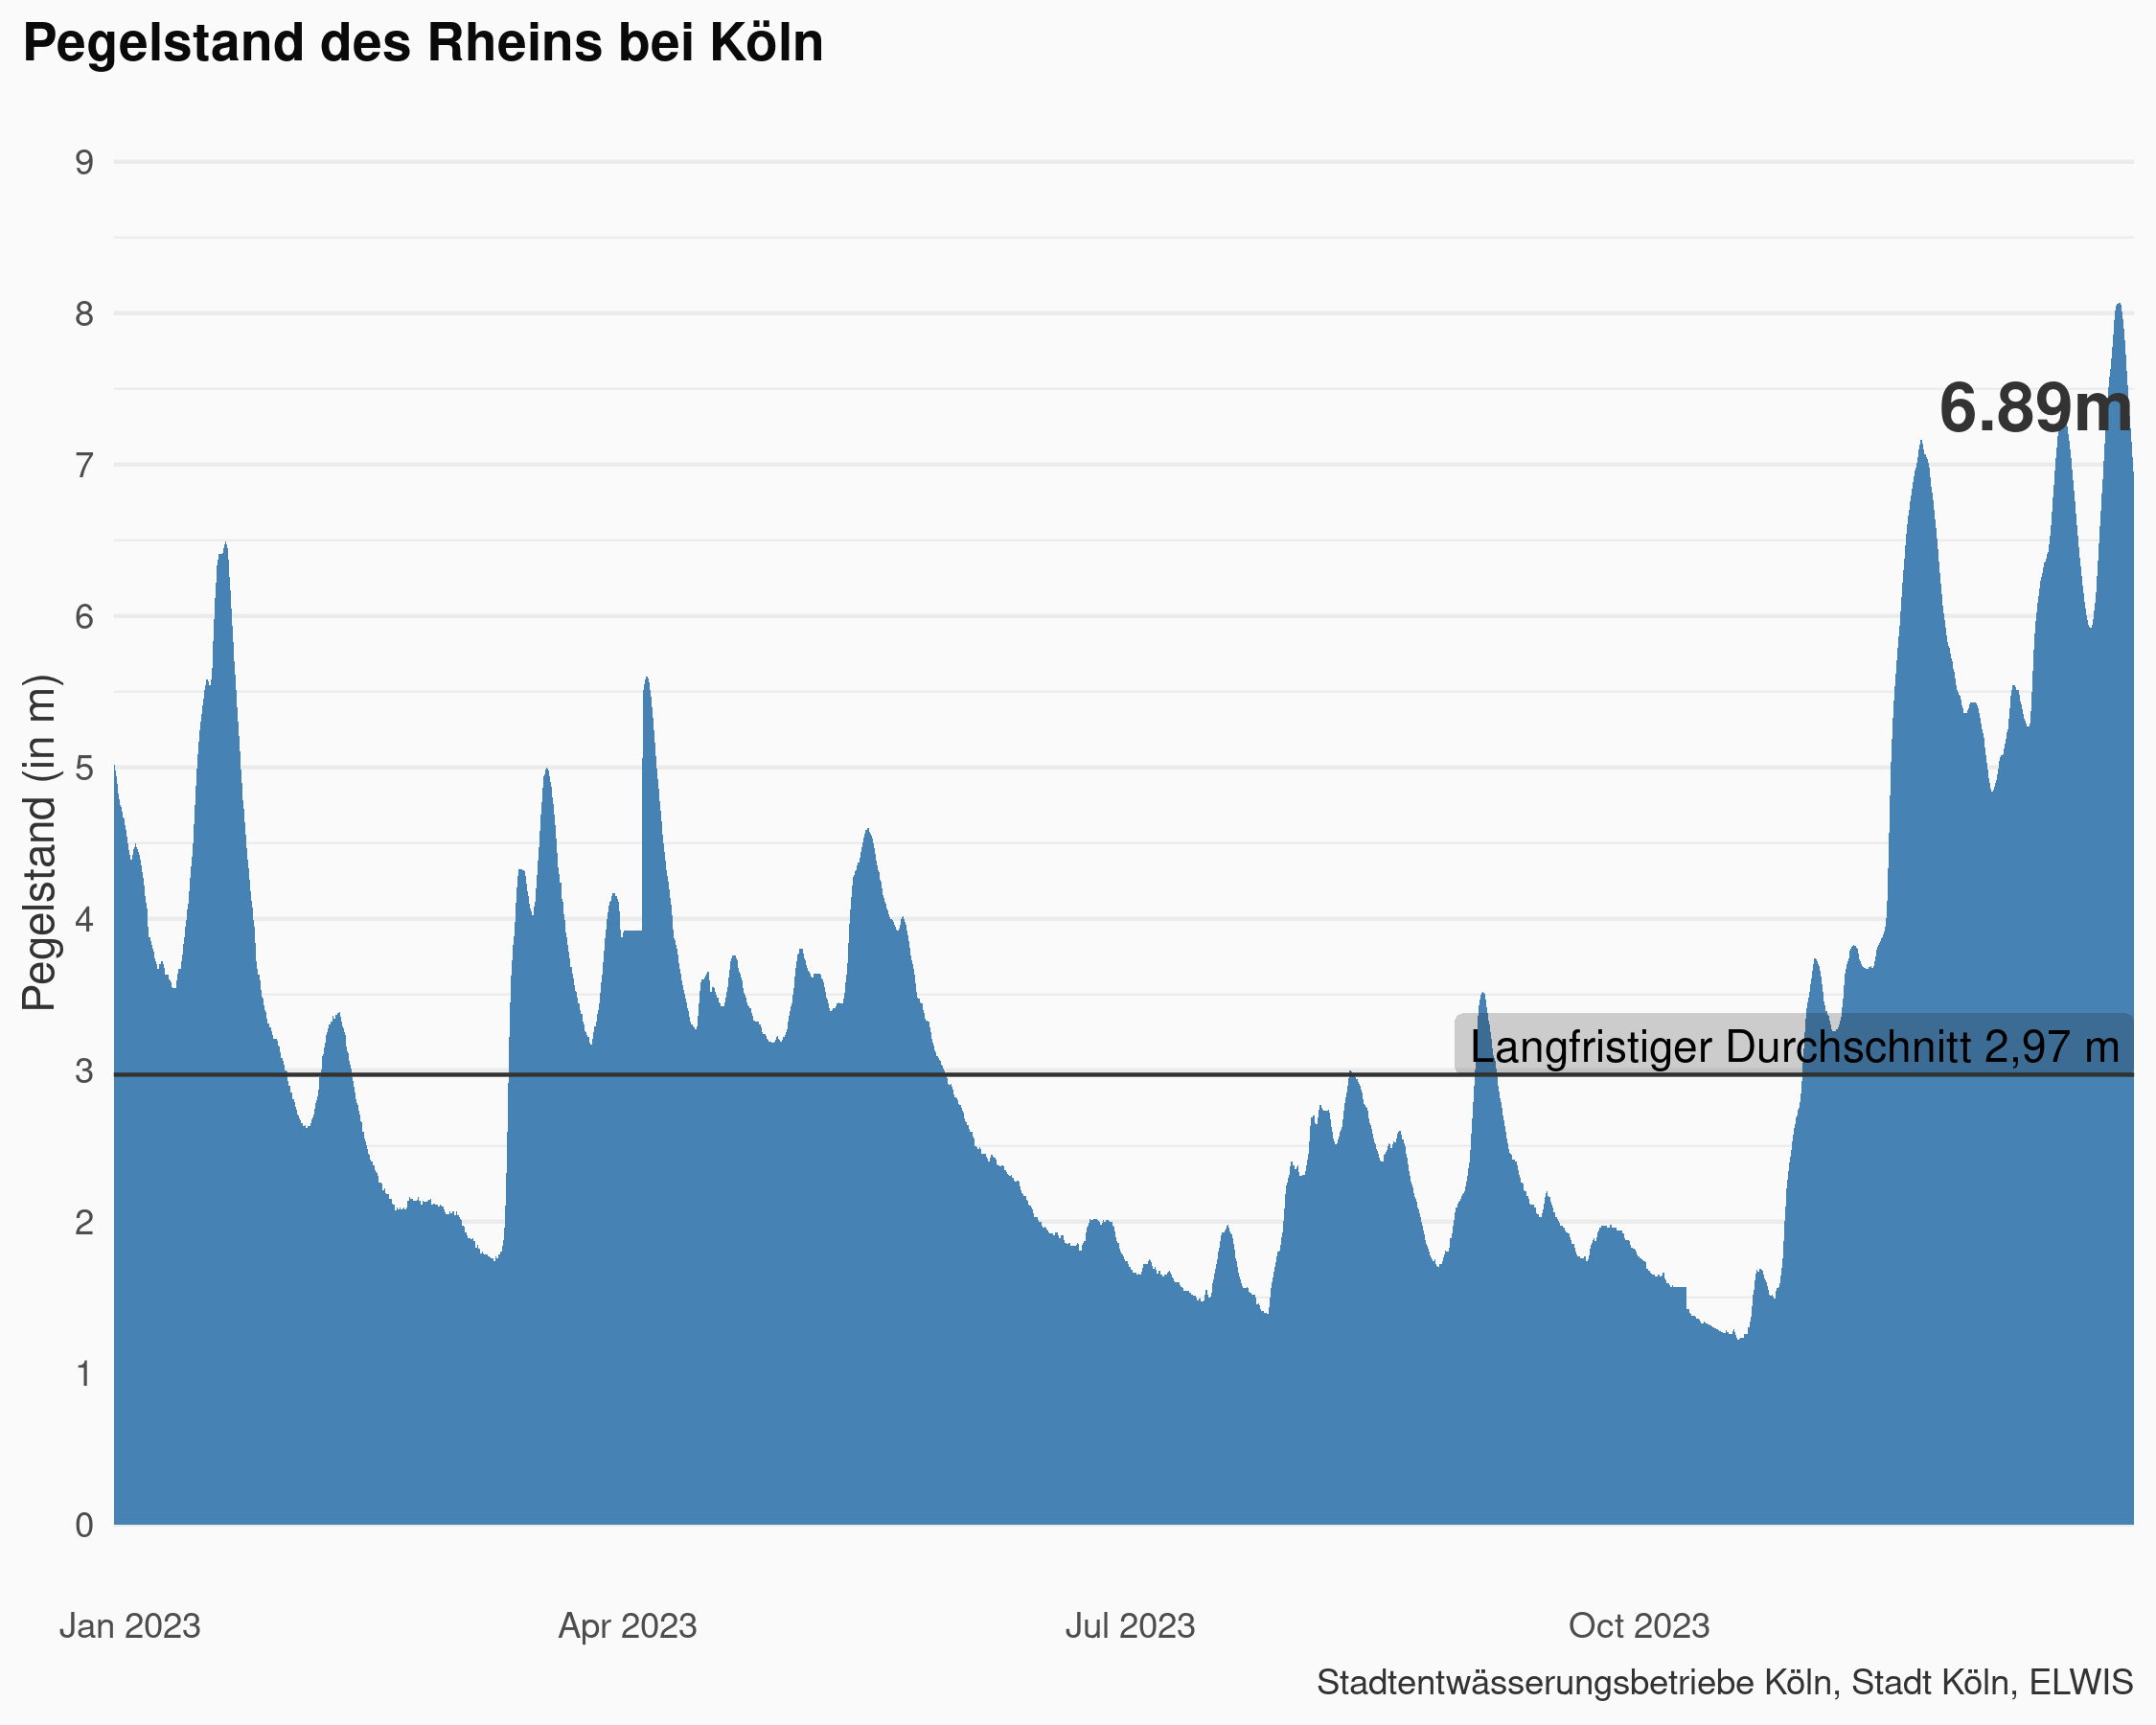 Pegelstand des Rheins bei Köln
Pegelstand (in m)
9
8
7
6
5
4
3
2
1
0
6.89m
Langfristiger Durchschnitt 2,97 m
Jan 2023
Apr 2023
Jul 2023
Oct 2023
Stadtentwässerungsbetriebe Köln, Stadt Köln, ELWIS